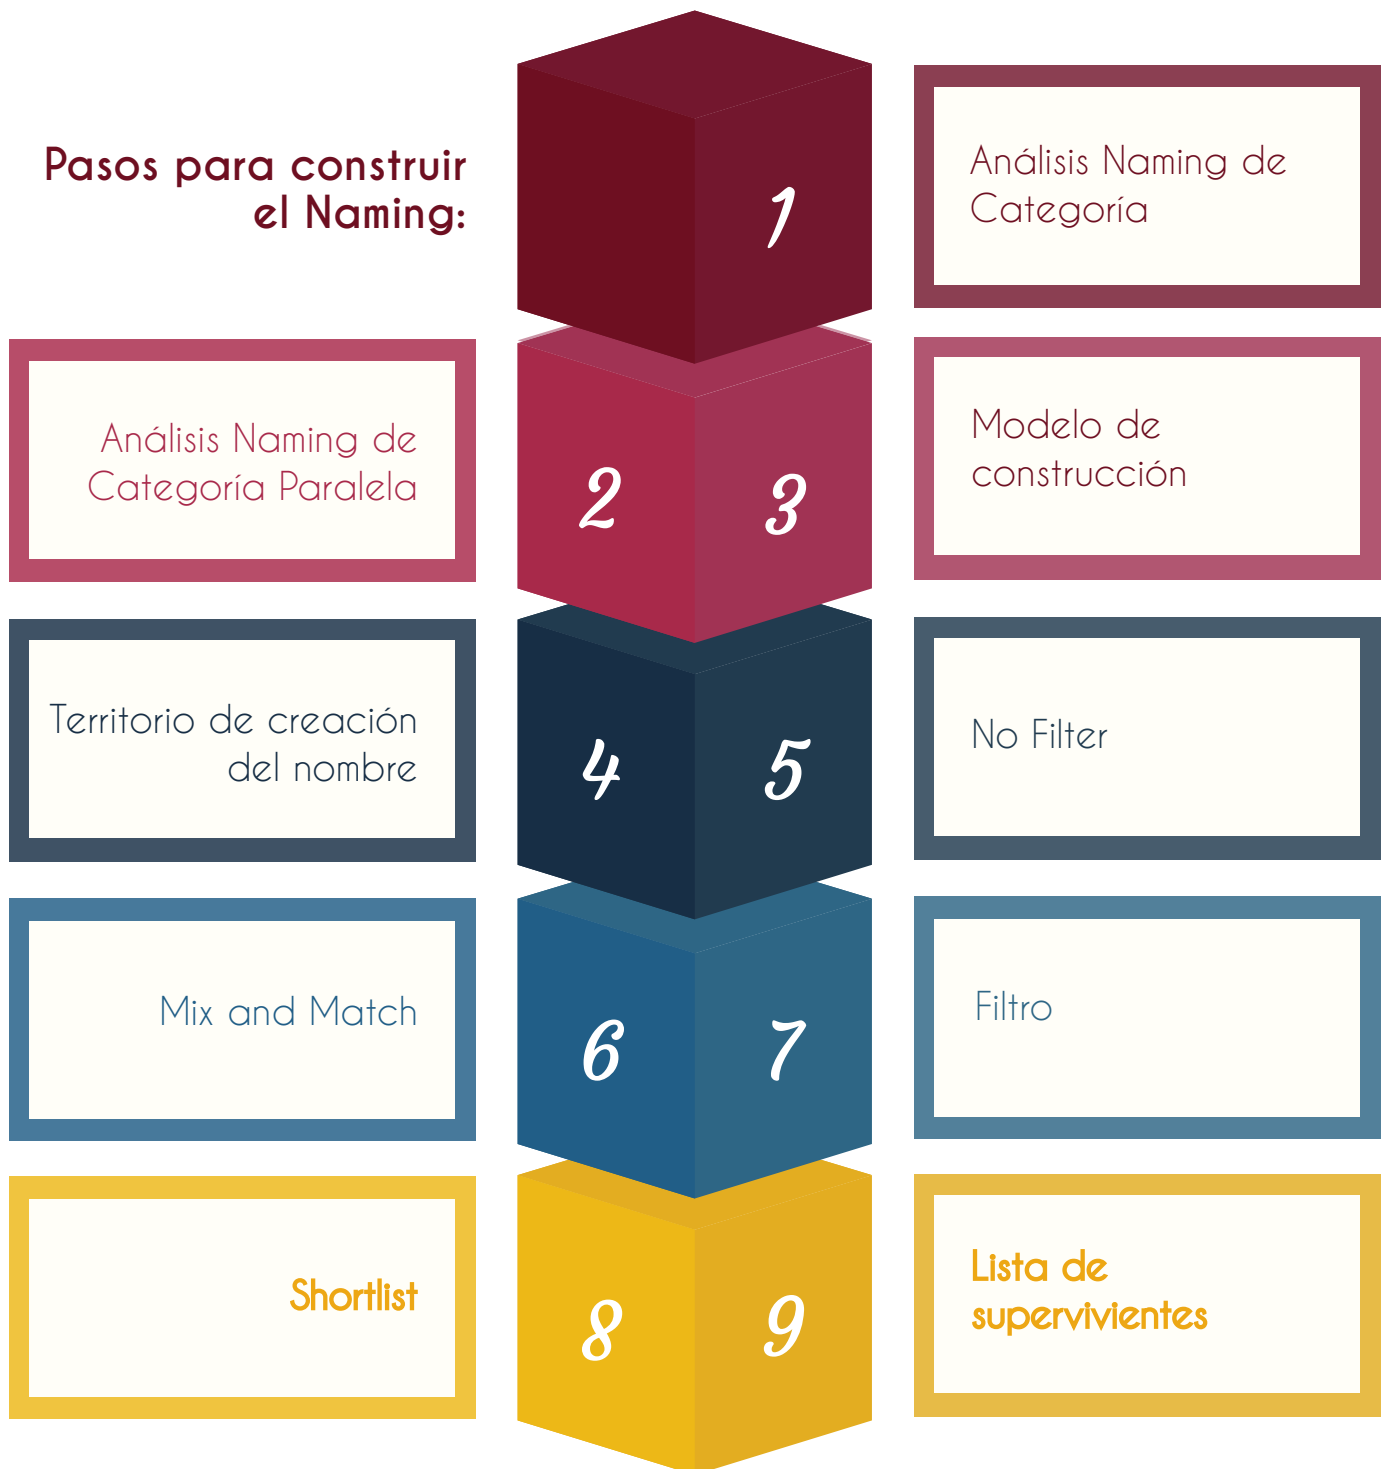 Pasos para construir
el Naming:
1
Análisis Naming de
Categoría
Análisis Naming de
Categoría Paralela
2
3
Modelo de
construcción
Territorio de creación
del nombre
4
5
No Filter
Mix and Match
6
7
Filtro
Shortlist
8
9
Lista de
supervivientes